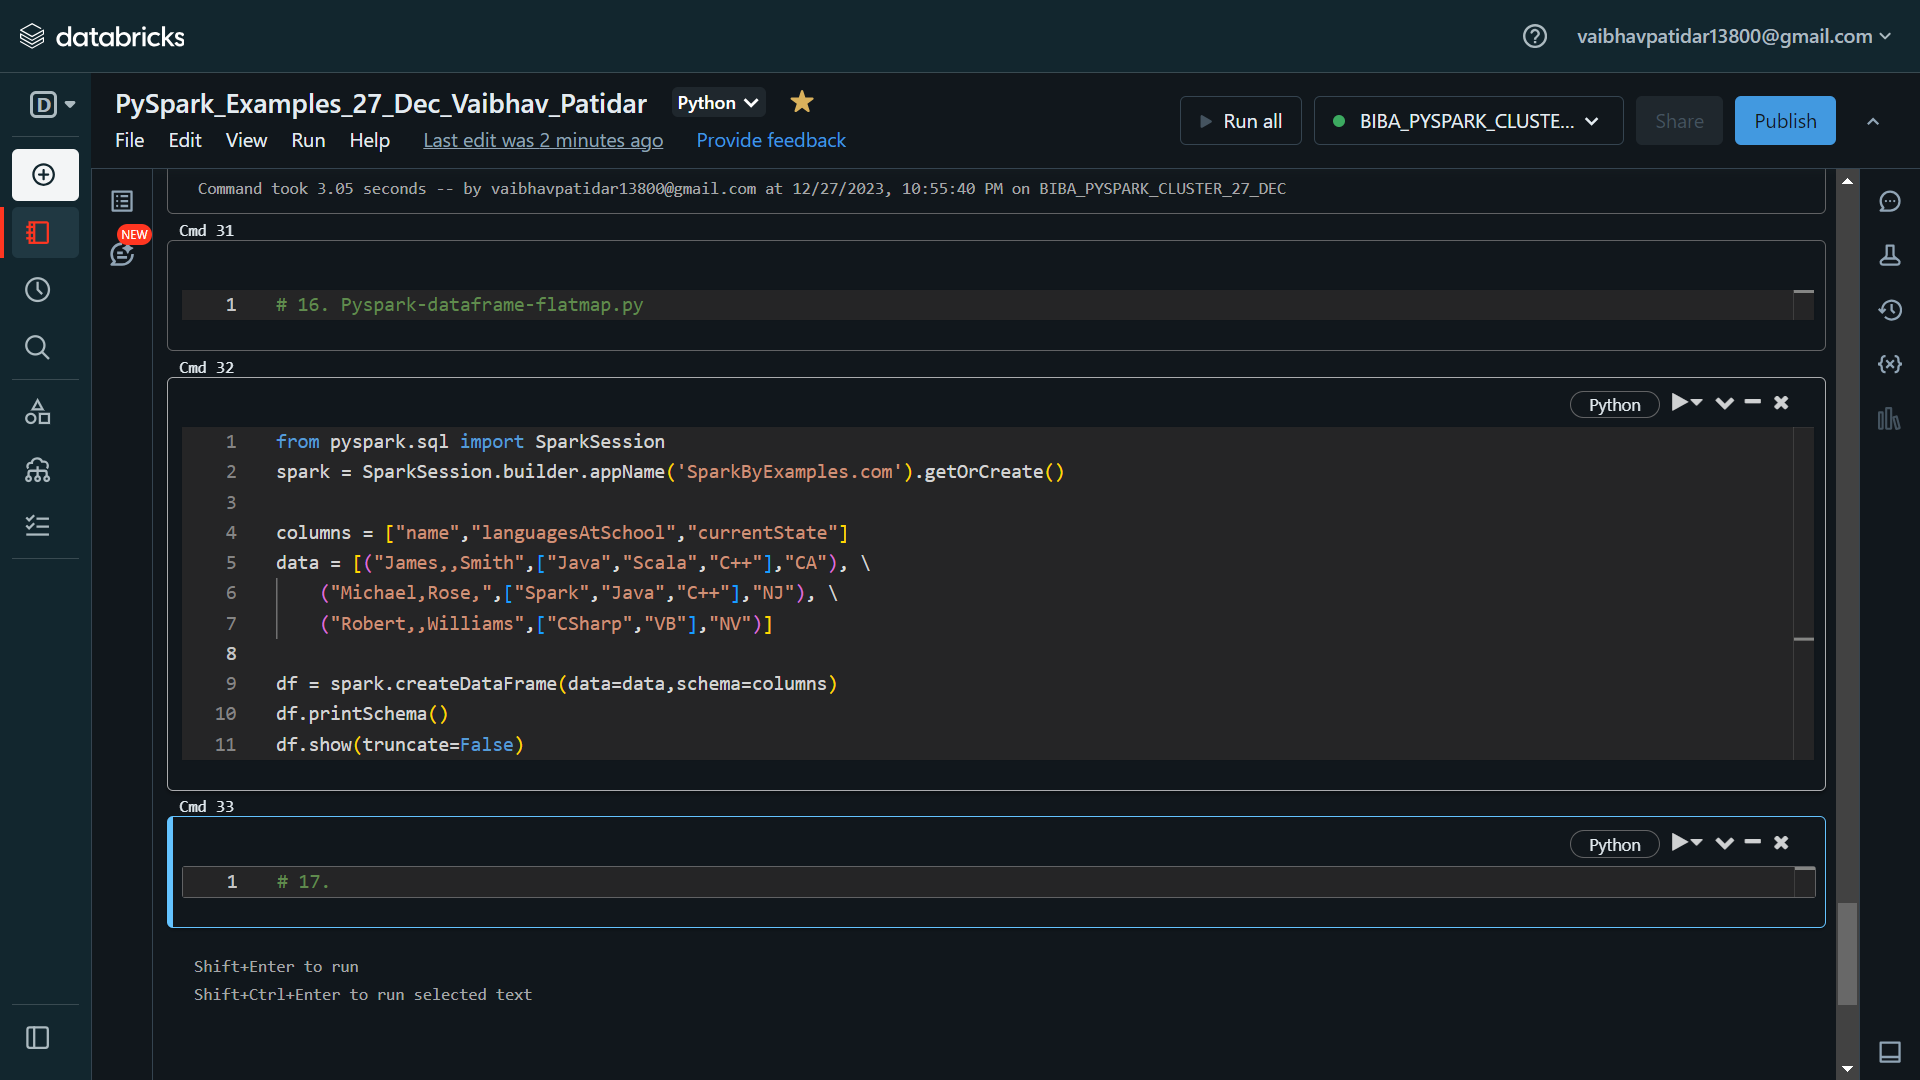 databricks
vaibhavpatidar13800@gmail.com
D
PySpark_Examples_27_Dec_Vaibhav_Patidar
Python
File Edit View Run Help Last edit was 2 minutes ago Provide feedback
Run all
BIBA_PYSPARK_CLUSTE...
Share
Publish
NEW
Command took 3.05 seconds -- by vaibhavpatidar13800@gmail.com at 12/27/2023, 10:55:40 PM on BIBA_PYSPARK_CLUSTER_27_DEC
Cmd 31
1 # 16. Pyspark-dataframe-flatmap.py
Cmd 32
Python
1 from pyspark.sql import SparkSession
2 spark = SparkSession.builder.appName('SparkByExamples.com').getOrCreate()
3
4 columns = ["name","languagesAtSchool","currentState"]
5 data = [("James,,Smith",["Java","Scala","C++"],"CA"), \
6     ("Michael,Rose,",["Spark","Java","C++"],"NJ"), \
7     ("Robert,,Williams",["CSharp","VB"],"NV")]
8
9 df = spark.createDataFrame(data=data,schema=columns)
10 df.printSchema()
11 df.show(truncate=False)
Cmd 33
Python
1 # 17.
Shift+Enter to run
Shift+Ctrl+Enter to run selected text